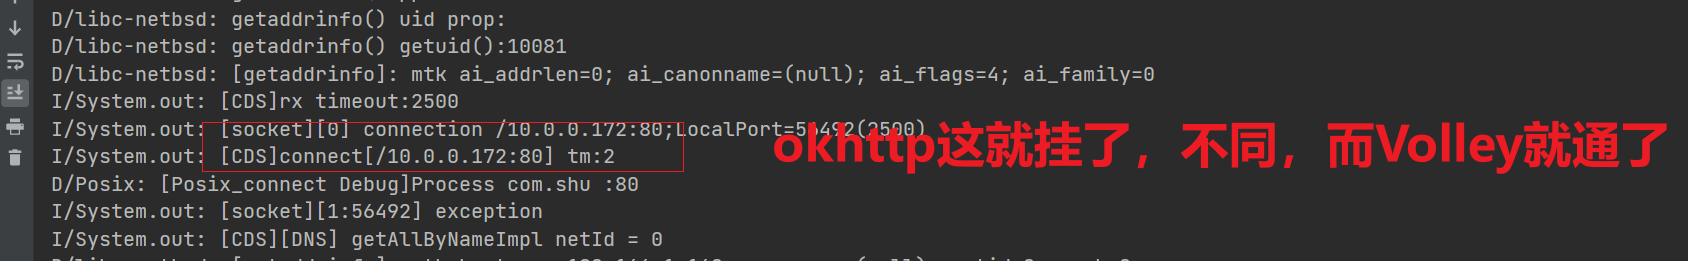 D/libc-netbsd: getaddrinfo() uid prop:
D/libc-netbsd: getaddrinfo() getuid():10081
D/libc-netbsd: [getaddrinfo]: mtk ai_addrlen=0; ai_canonname=(null); ai_flags=4; ai_family=0
I/System.out: [CDS]rx timeout:2500
I/System.out: [socket][0] connection /10.0.0.172:80;LocalPort=56492(2500)
I/System.out: [CDS]connect[/10.0.0.172:80] tm:2
okhttp这就挂了，不同，而Volley就通了
D/Posix: [Posix_connect Debug]Process com.shu :80
I/System.out: [socket][1:56492] exception
I/System.out: [CDS][DNS] getAllByNameImpl netId = 0